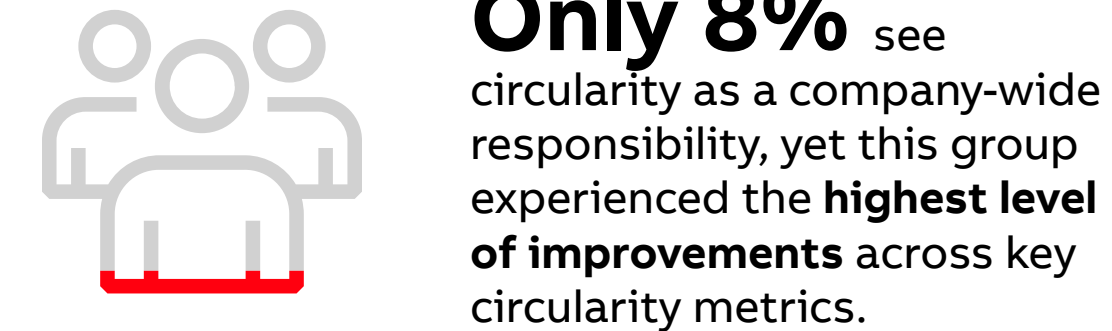 Only 8% see
circularity as a company-wide
responsibility, yet this group
experienced the highest level
of improvements across key
circularity metrics.